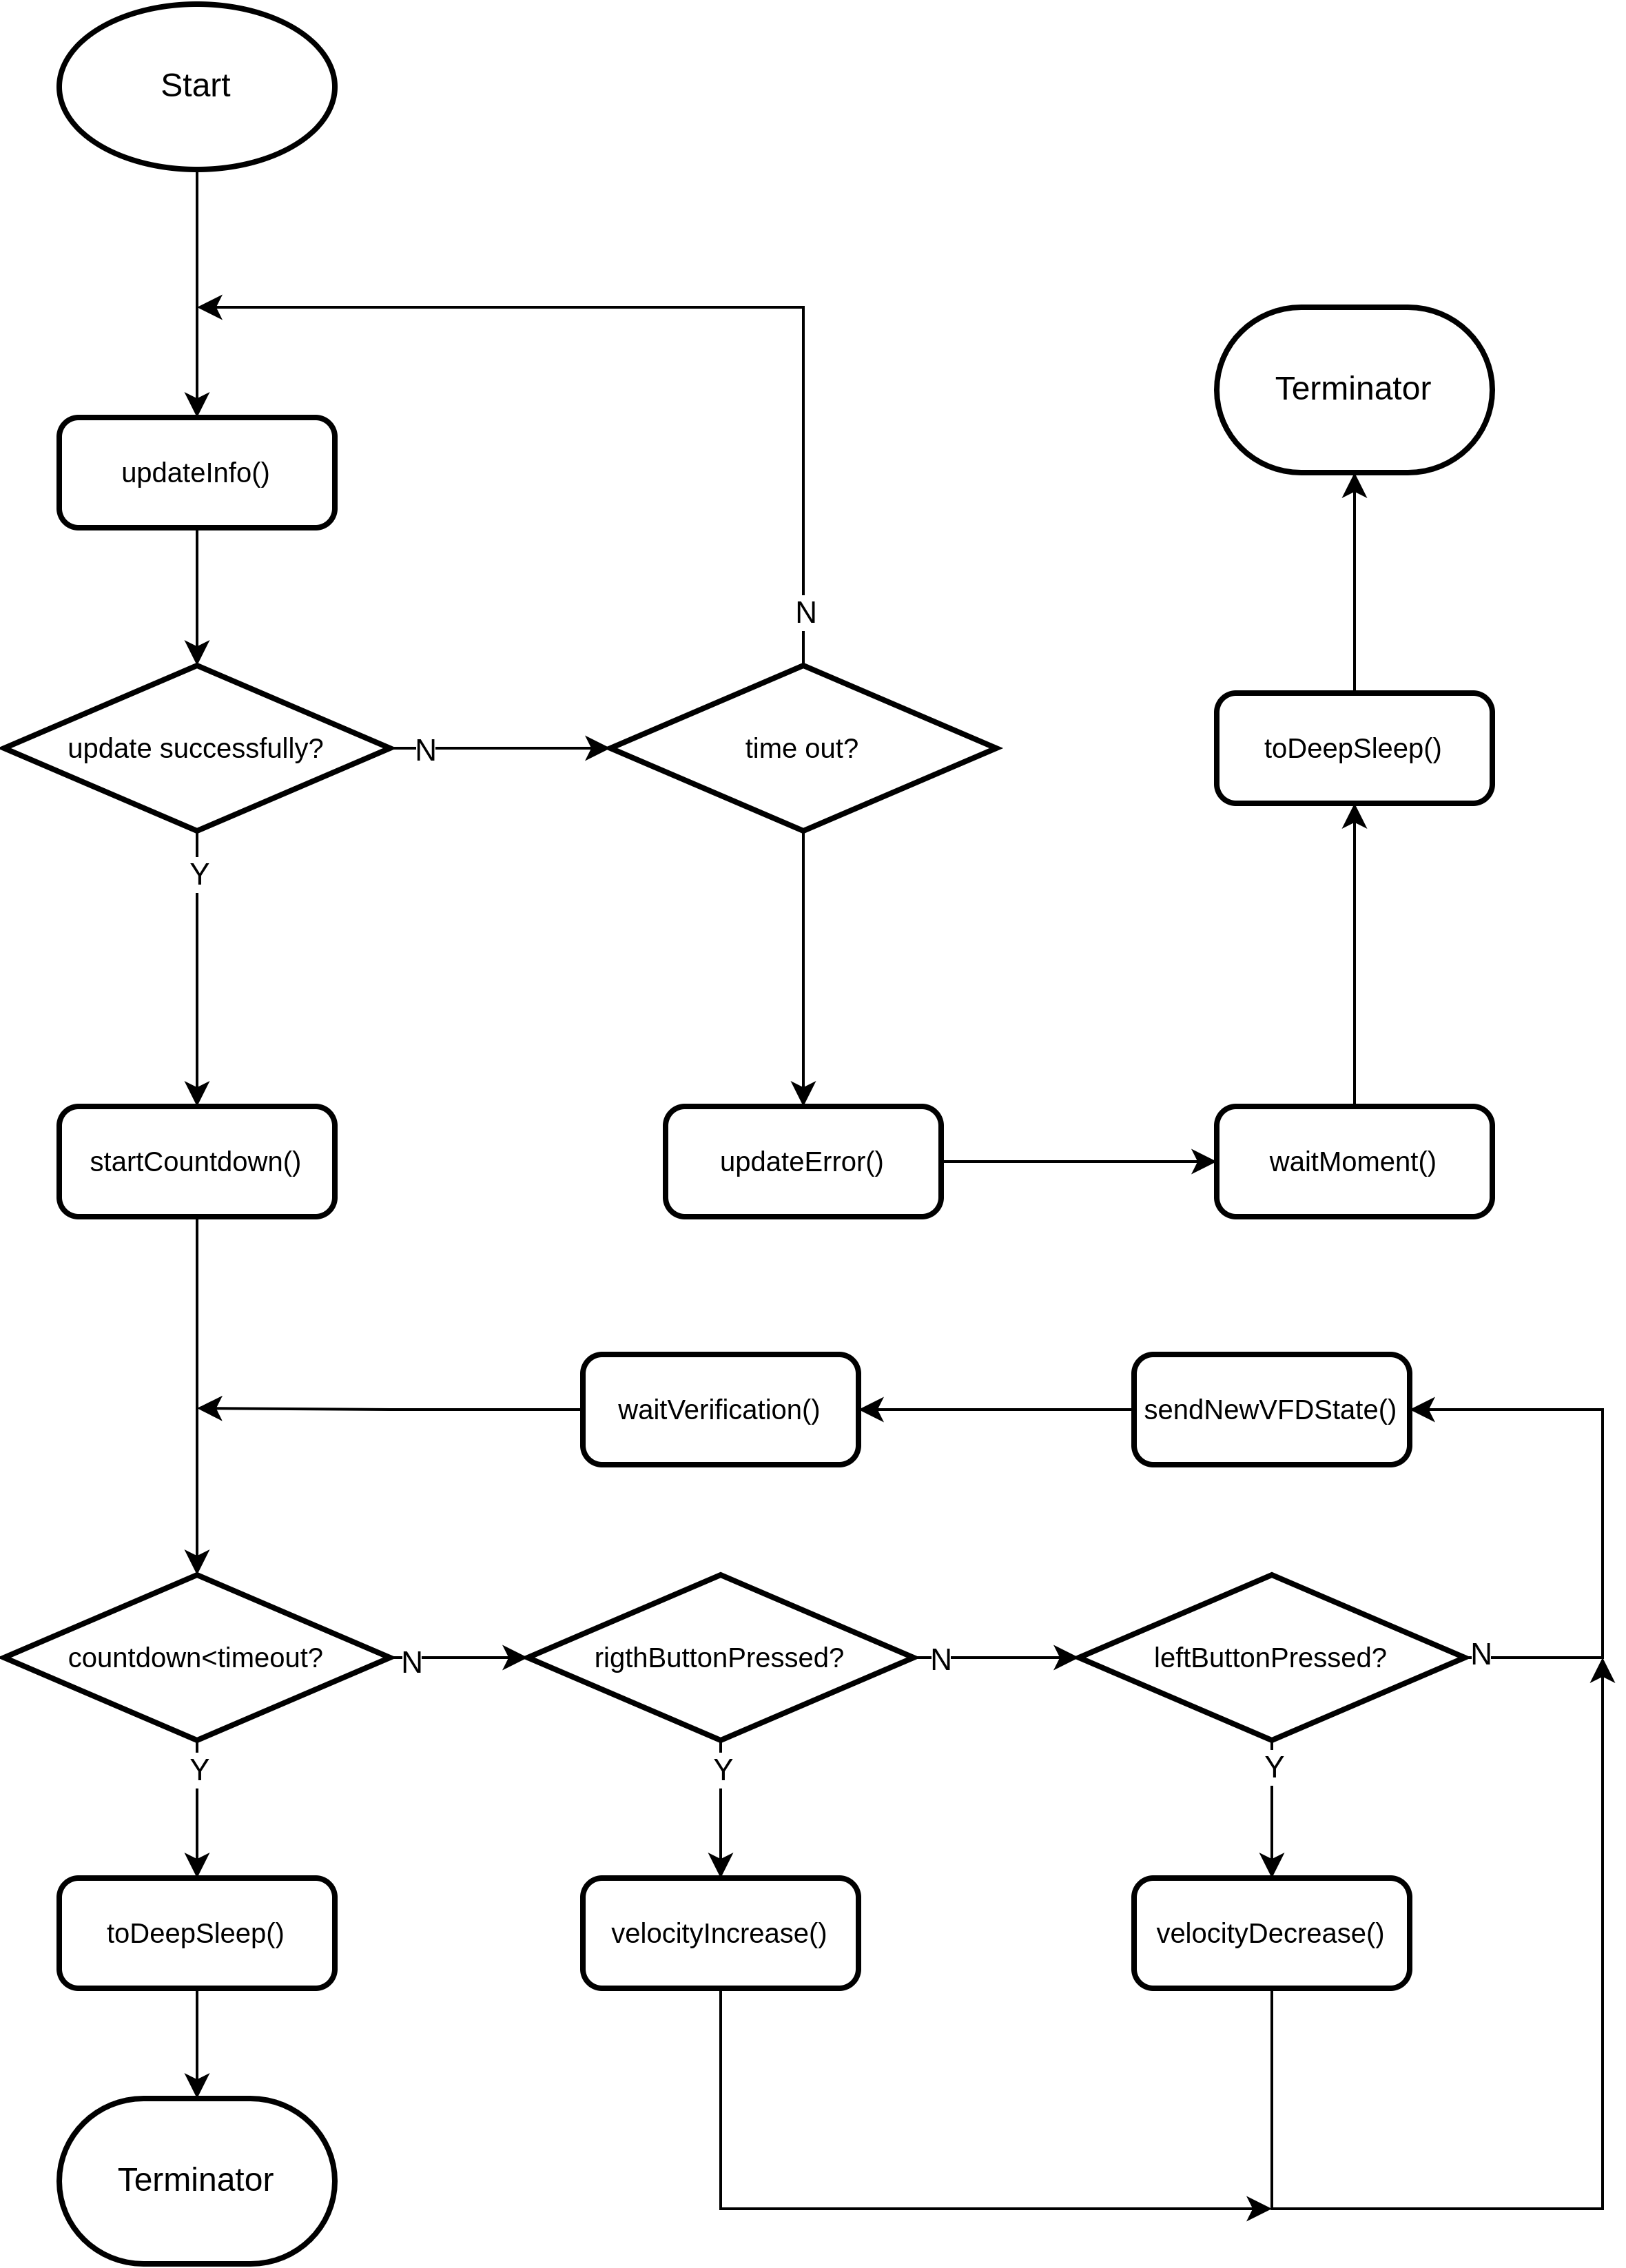 Start
Terminator
updateInfo()
N
update successfully?
N
time out?
toDeepSleep()
Y
startCountdown()
updateError()
waitMoment()
waitVerification()
sendNewVFDState()
countdown<timeout?
N
rigthButtonPressed?
N
leftButtonPressed?
N
Y
Y
Y
toDeepSleep()
velocityIncrease()
velocityDecrease()
Terminator